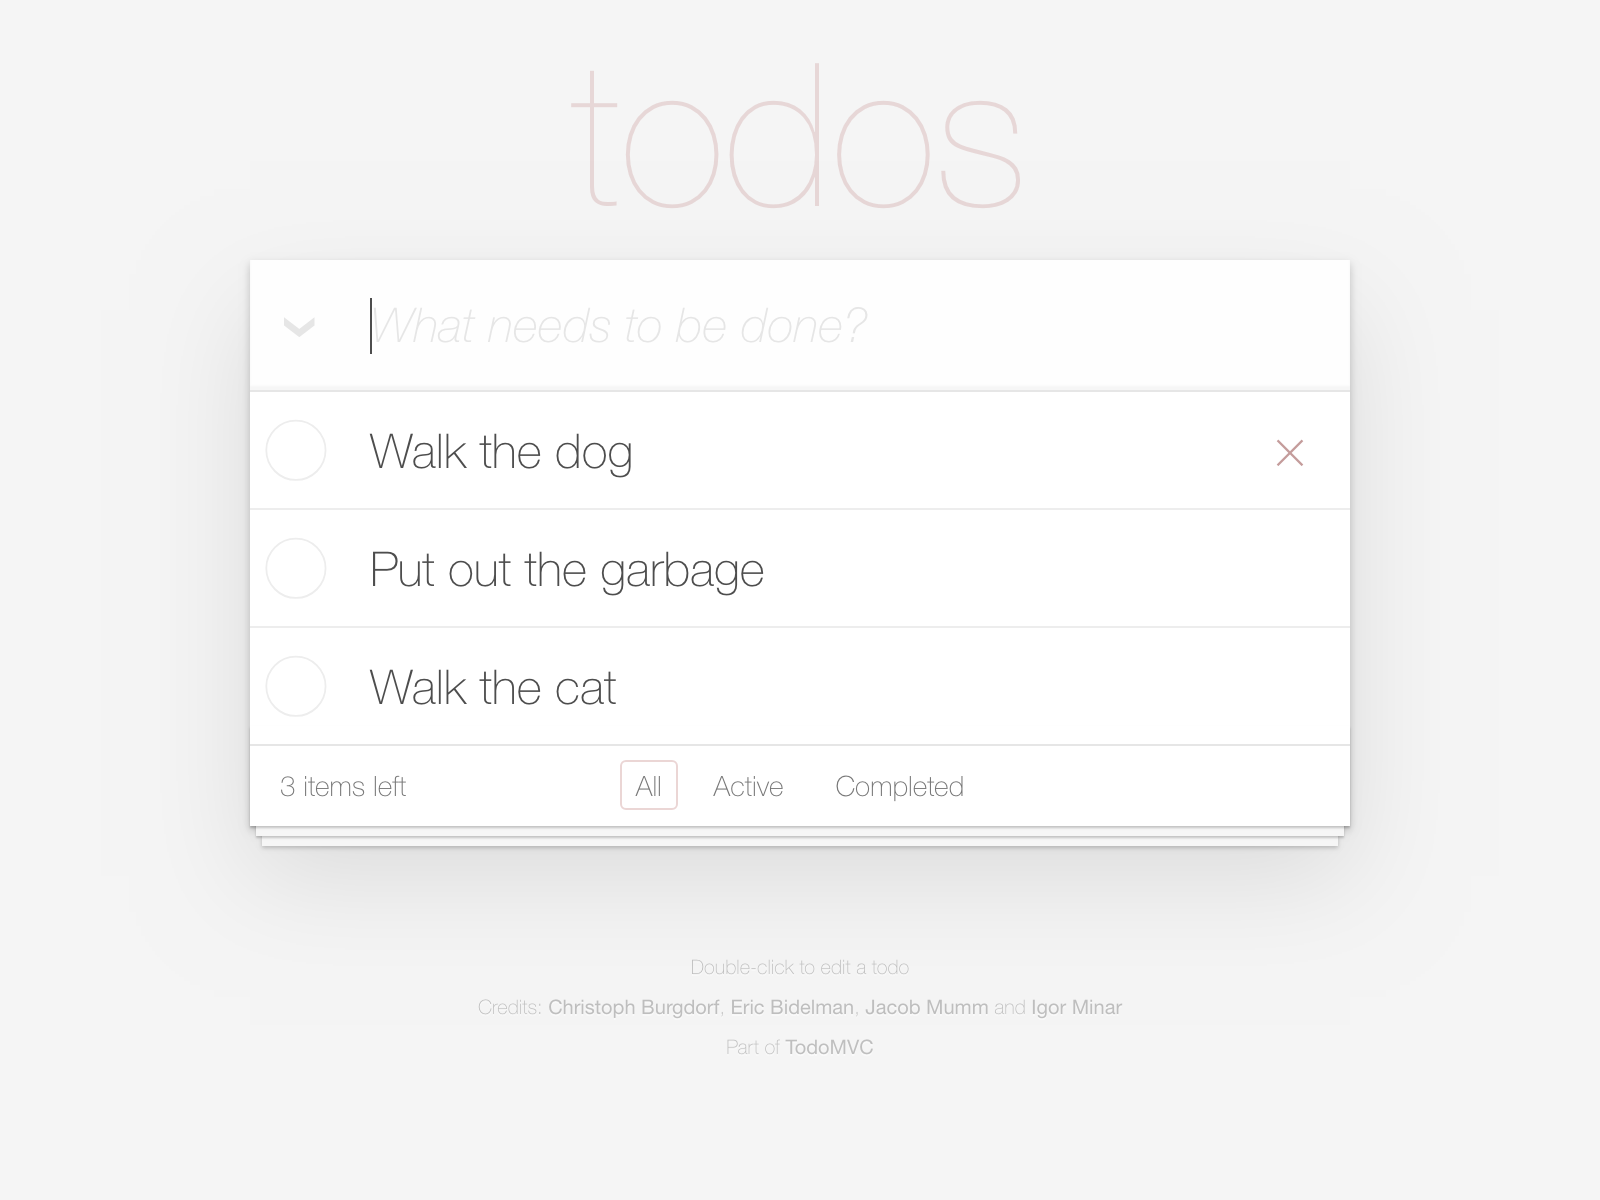 todos
What needs to be done?
Walk the dog
Put out the garbage
Walk the cat
3 items left All Active Completed
Double-click to edit a todo
Credits: Christoph Burgdorf, Eric Bidelman, Jacob Mumm and Igor Minar
Part of TodoMVC